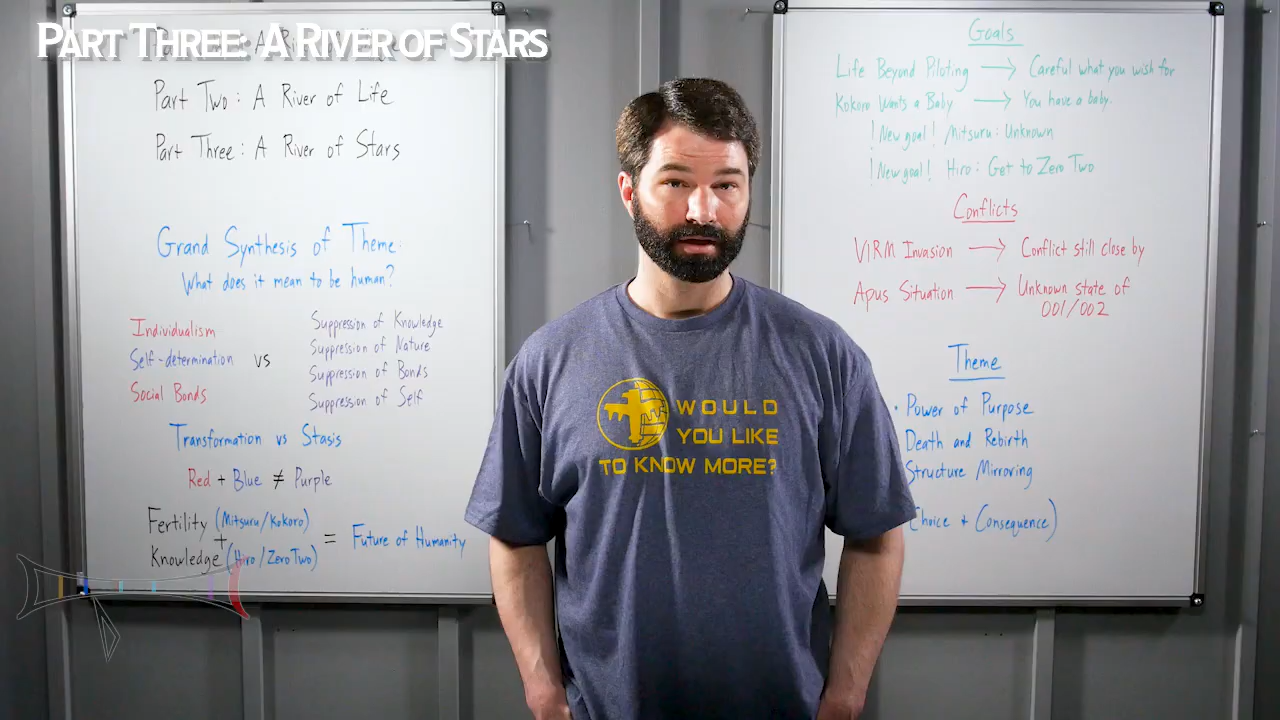 Part Three: A River of Stars
Part Two: A River of Life
Part Three: A River of Stars
Grand Synthesis of Theme:
What does it mean to be human?
Individualism
Self-determination
Social Bonds
vs
Suppression of Knowledge
Suppression of Nature
Suppression of Bonds
Suppression of Self
Transformation vs Stasis
Red + Blue ≠ Purple
Fertility (Mitsuru/Kokoro)
+
Knowledge (Hiro/Zero Two)
= Future of Humanity
WOULD
YOU LIKE
TO KNOW MORE?
Goals
Life Beyond Piloting → Careful what you wish for
Kokoro Wants a Baby → You have a baby.
!New goal! Mitsuru: Unknown
!New goal! Hiro: Get to Zero Two
Conflicts
VIRM Invasion → Conflict still close by
Apus Situation → Unknown state of
001/002
Theme
• Power of Purpose
Death and Rebirth
Structure Mirroring
Choice + Consequence)